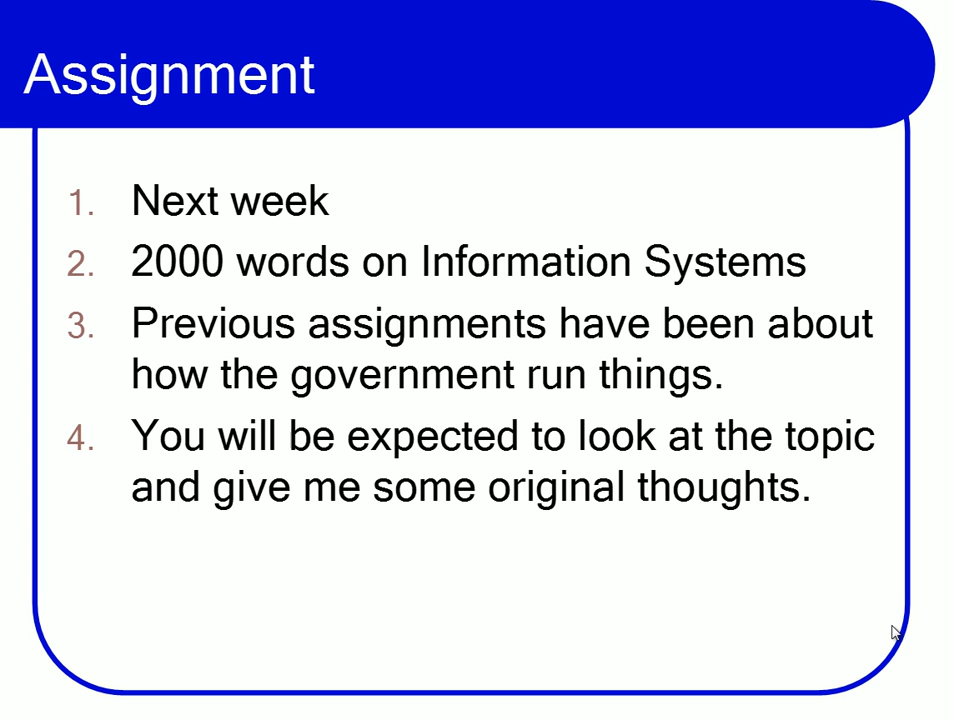 Assignment
1. Next week
2. 2000 words on Information Systems
3. Previous assignments have been about
how the government run things.
4. You will be expected to look at the topic
and give me some original thoughts.